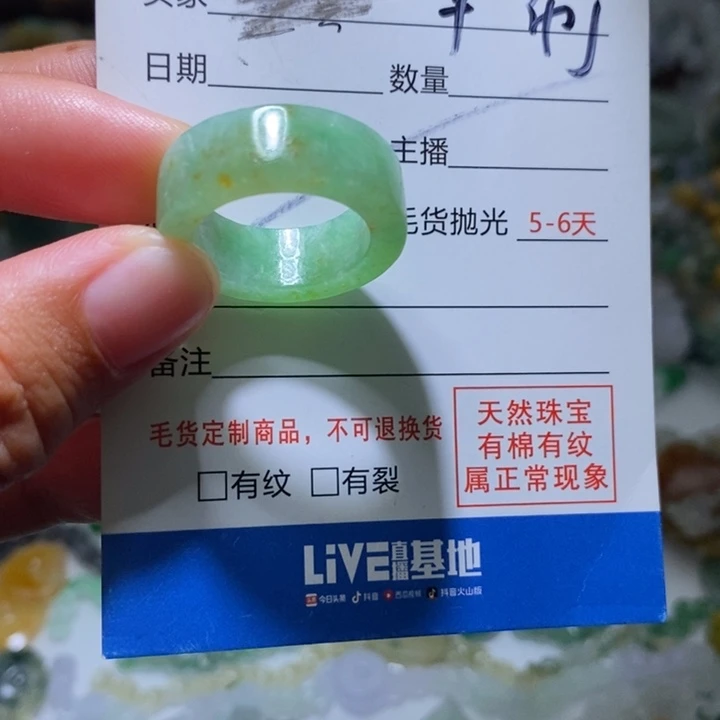 日期 数量
主播
毛货抛光 5-6天
备注
毛货定制商品，不可退换货
天然珠宝
有棉有纹
属正常现象
□有纹 □有裂
LiVE直播基地
今日头条 抖音 西瓜视频 抖音火山版